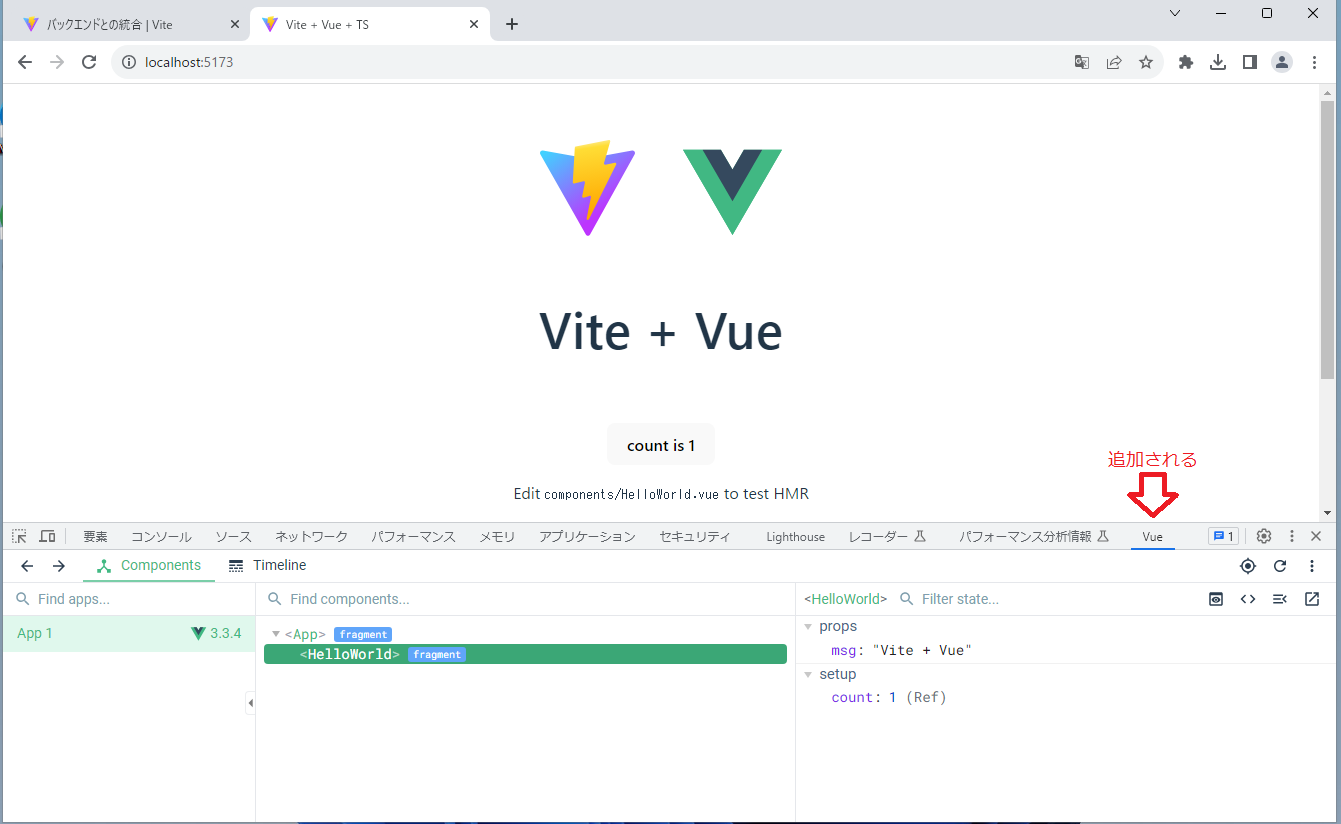 バックエンドとの統合 | Vite
Vite + Vue + TS
localhost:5173
Vite + Vue
count is 1
Edit components/HelloWorld.vue to test HMR
追加される
要素 コンソール ソース ネットワーク パフォーマンス メモリ アプリケーション セキュリティ Lighthouse レコーダー パフォーマンス分析情報 Vue 1
Components Timeline
Find apps... Find components... <HelloWorld> Filter state...
App 1 3.3.4
<App> fragment
<HelloWorld> fragment
props
msg: "Vite + Vue"
setup
count: 1 (Ref)